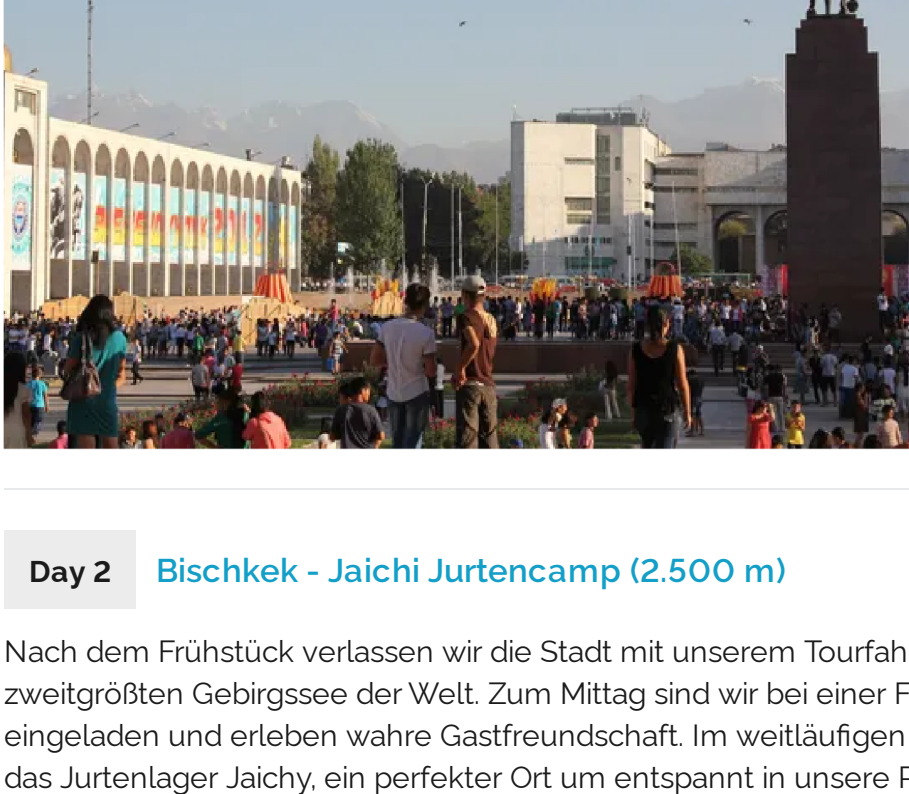 Day 2
Bischkek - Jaichi Jurtencamp (2.500 m)
Nach dem Frühstück verlassen wir die Stadt mit unserem
zweitgrößten Gebirgssee der Welt. Zum Mittag sind wir bei einer
eingeladen und erleben wahre Gastfreundschaft. Im weitläufigen
das Jurtenlager Jaichy, ein perfekter Ort um entspannt in unsere